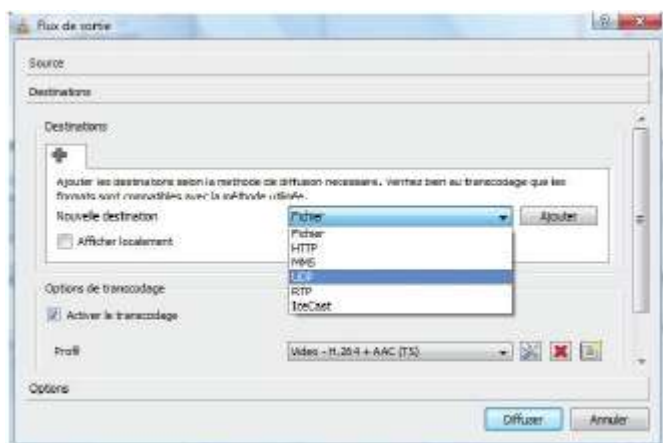 Flux de sortie
Source
Destinations
Destinations
Ajouter les destinations selon la méthode de diffusion nécessaire. Vérifiez bien au transcodage que les
formats sont compatibles avec la méthode utilisée.
Nouvelle destination
Fichier
Ajouter
Afficher localement
Fichier
HTTP
MMS
UDP
RTP
IceCast
Options de transcodage
Activer le transcodage
Profil
Video - H.264 + AAC (TS)
Options
Diffuser
Annuler